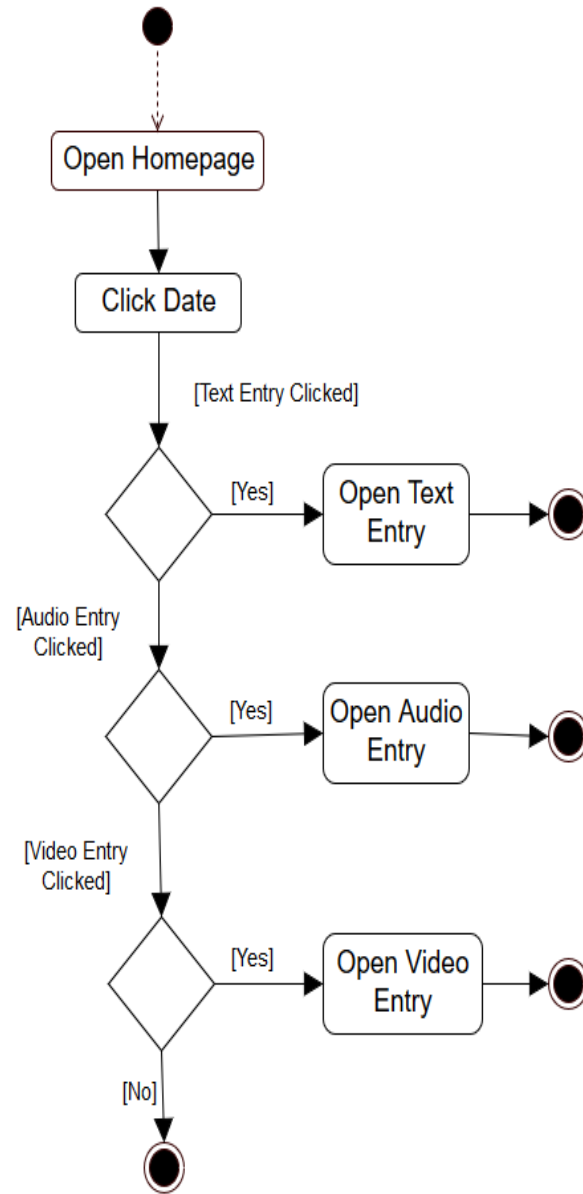 Open Homepage
Click Date
[Text Entry Clicked]
[Yes]
Open Text
Entry
[Audio Entry
Clicked]
[Yes]
Open Audio
Entry
[Video Entry
Clicked]
[Yes]
Open Video
Entry
[No]